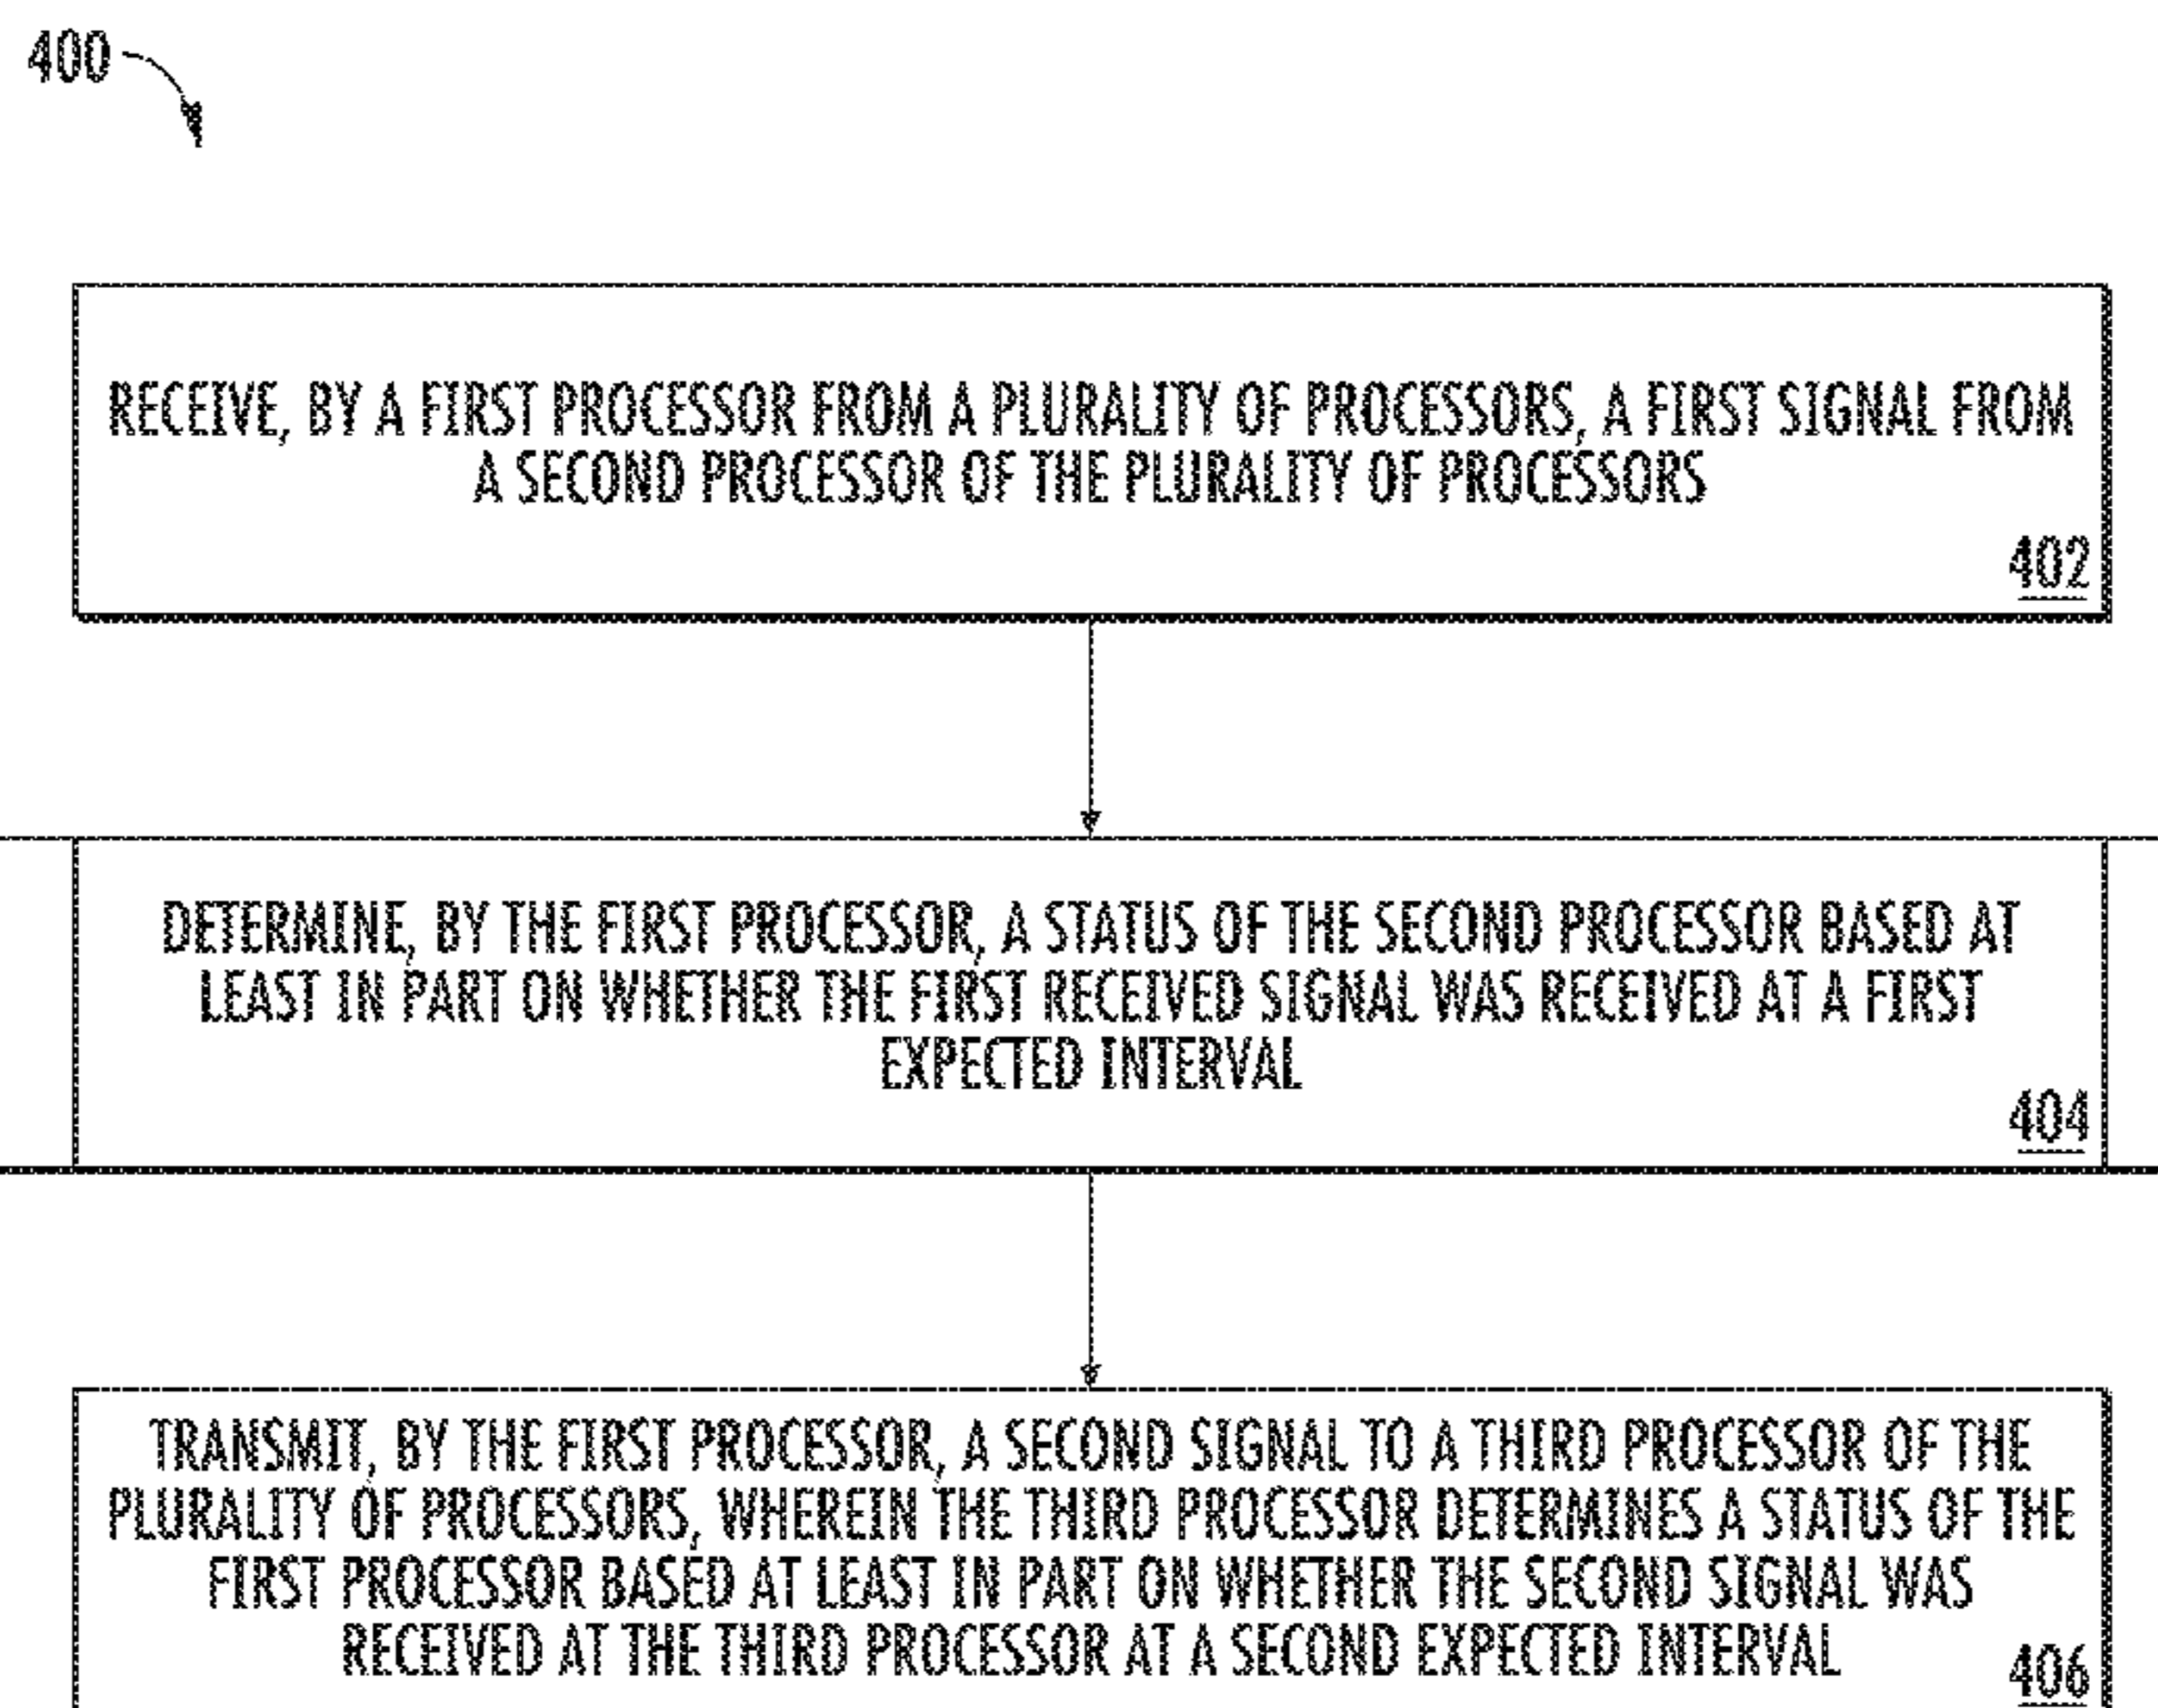 400
RECEIVE, BY A FIRST PROCESSOR FROM A PLURALITY OF PROCESSORS, A FIRST SIGNAL FROM
A SECOND PROCESSOR OF THE PLURALITY OF PROCESSORS
402
DETERMINE, BY THE FIRST PROCESSOR, A STATUS OF THE SECOND PROCESSOR BASED AT
LEAST IN PART ON WHETHER THE FIRST RECEIVED SIGNAL WAS RECEIVED AT A FIRST
EXPECTED INTERVAL
404
TRANSMIT, BY THE FIRST PROCESSOR, A SECOND SIGNAL TO A THIRD PROCESSOR OF THE
PLURALITY OF PROCESSORS, WHEREIN THE THIRD PROCESSOR DETERMINES A STATUS OF THE
FIRST PROCESSOR BASED AT LEAST IN PART ON WHETHER THE SECOND SIGNAL WAS
RECEIVED AT THE THIRD PROCESSOR AT A SECOND EXPECTED INTERVAL
406